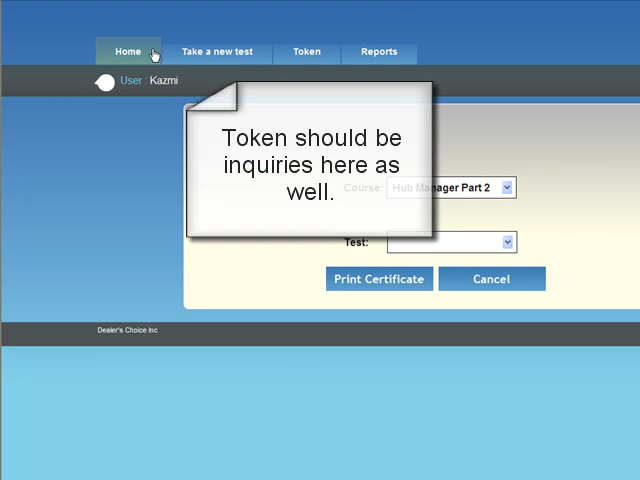 Home Take a new test Token Reports
User : Kazmi
Token should be
inquiries here as
well.
Course: Hub Manager Part 2
Test:
Print Certificate Cancel
Dealer's Choice Inc